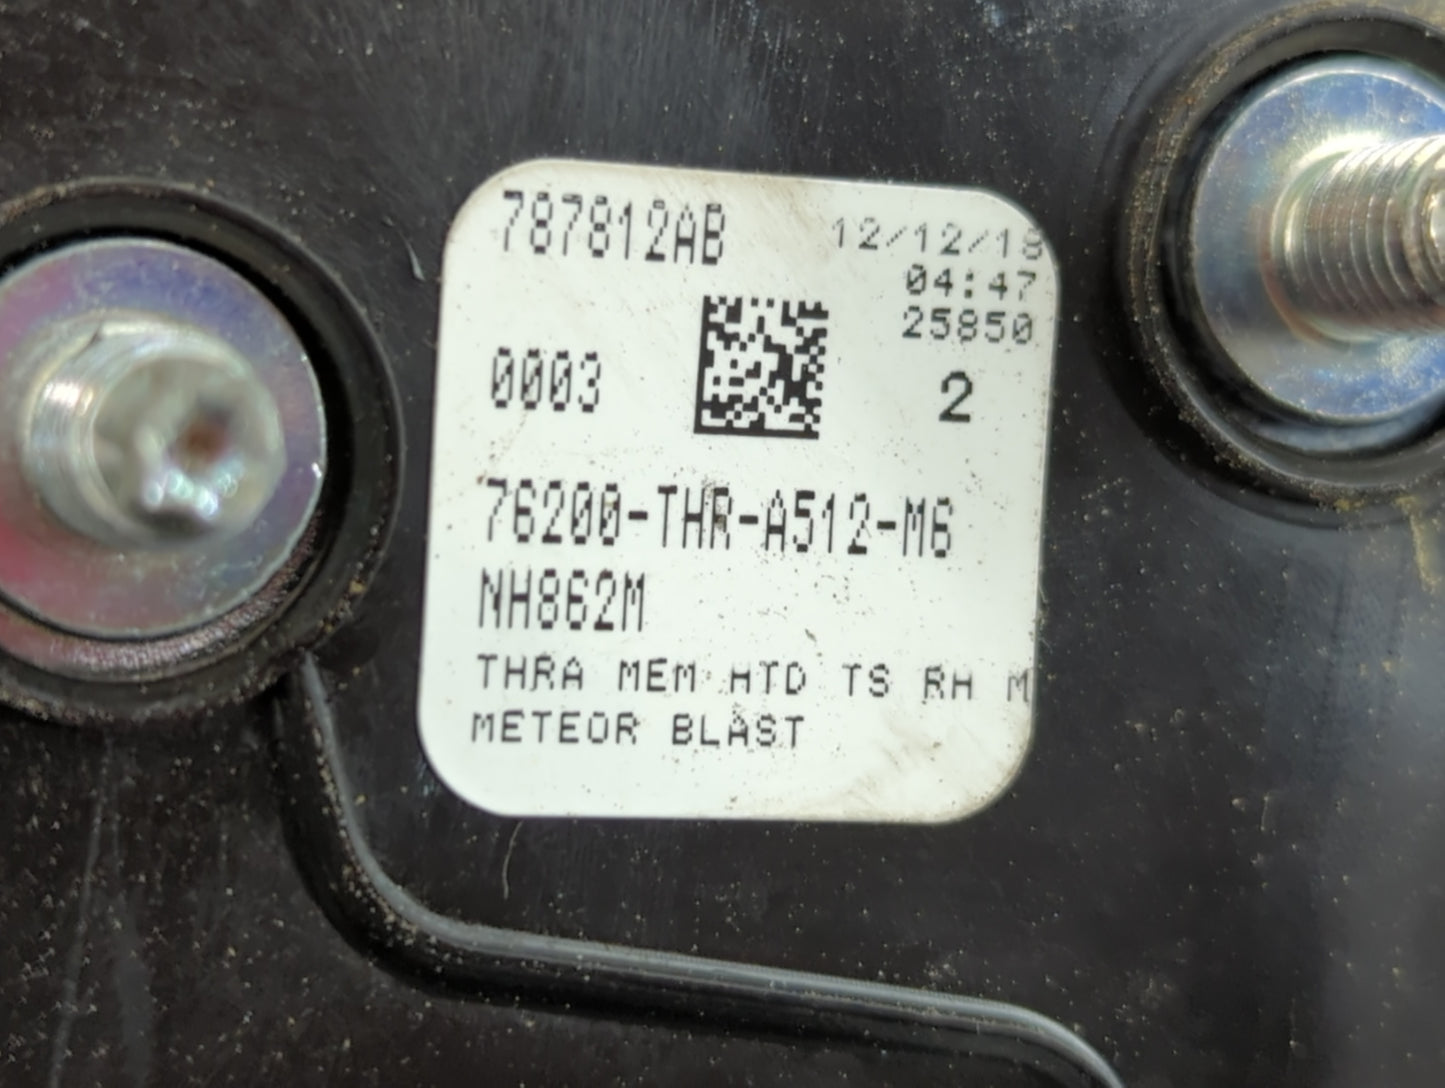 787812AB
12/12/18
04:47
25850
0003
2
76200-THR-A512-M6
NH862M
THRA MEM HTD TS RH M
METEOR BLAST